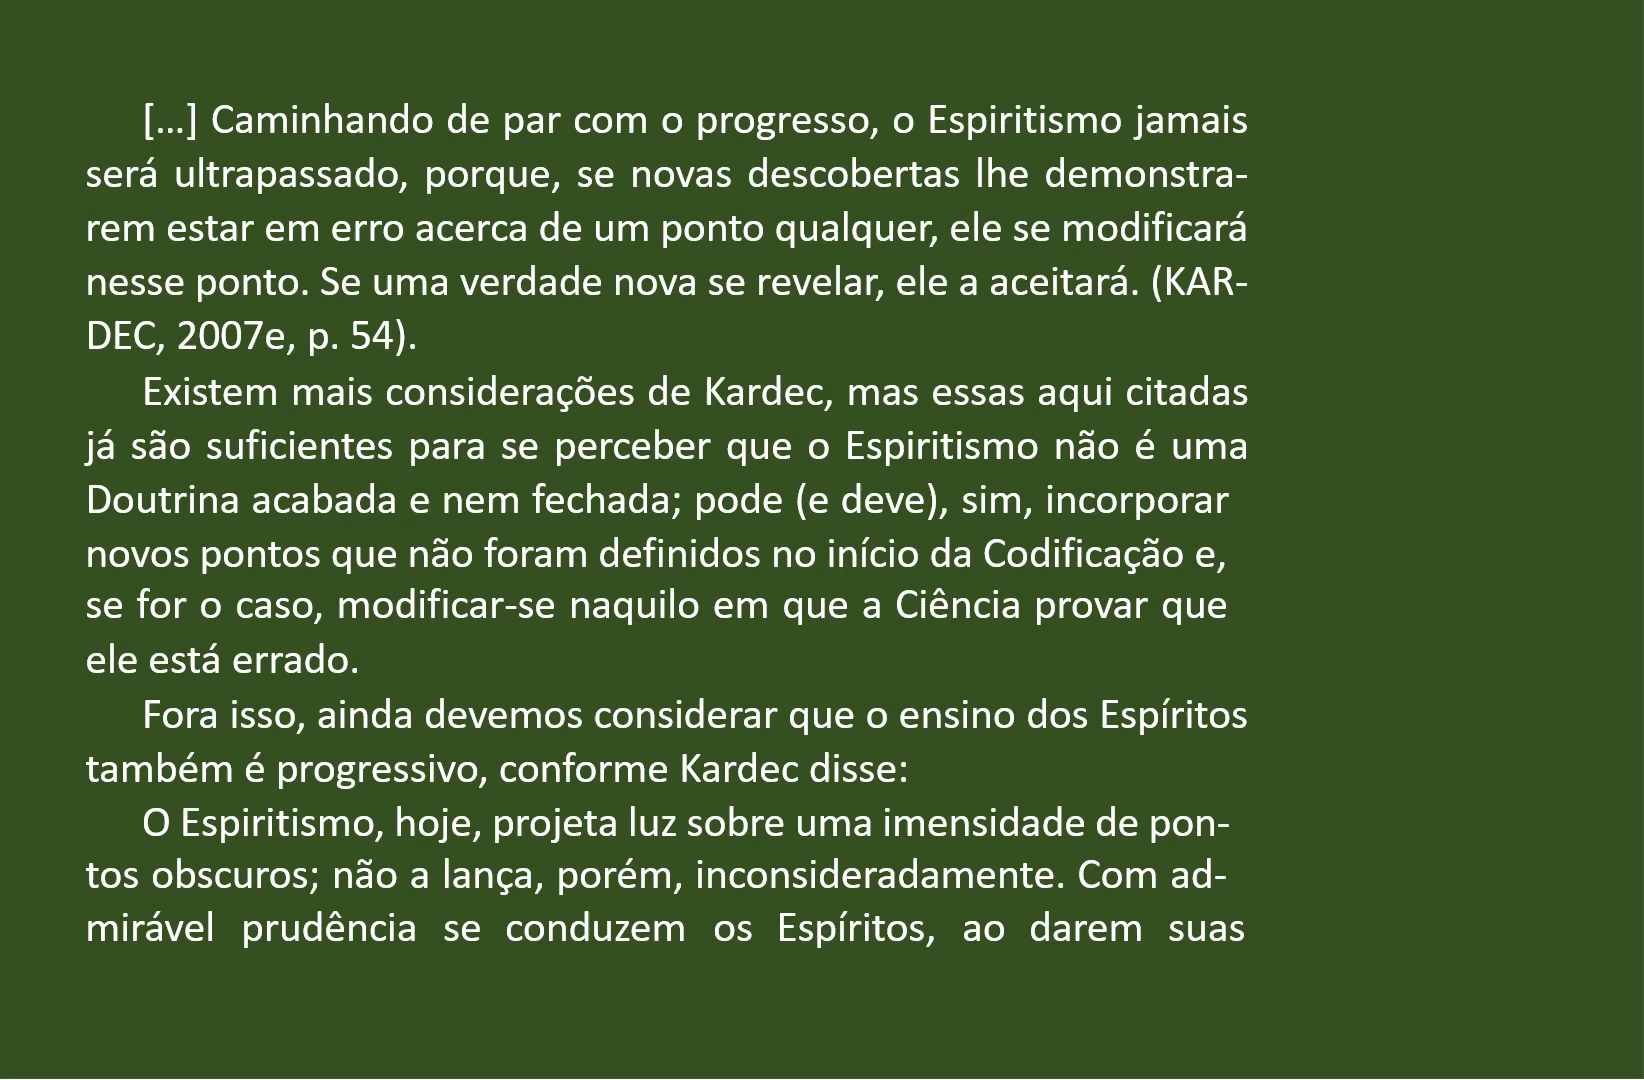 [...] Caminhando de par com o progresso, o Espiritismo jamais
será ultrapassado, porque, se novas descobertas lhe demonstra-
rem estar em erro acerca de um ponto qualquer, ele se modificará
nesse ponto. Se uma verdade nova se revelar, ele a aceitará. (KAR-
DEC, 2007e, p. 54).
Existem mais considerações de Kardec, mas essas aqui citadas
já são suficientes para se perceber que o Espiritismo não é uma
Doutrina acabada e nem fechada; pode (e deve), sim, incorporar
novos pontos que não foram definidos no início da Codificação e,
se for o caso, modificar-se naquilo em que a Ciência provar que
ele está errado.
Fora isso, ainda devemos considerar que o ensino dos Espíritos
também é progressivo, conforme Kardec disse:
O Espiritismo, hoje, projeta luz sobre uma imensidade de pon-
tos obscuros; não a lança, porém, inconsideradamente. Com ad-
mirável prudência se conduzem os Espíritos, ao darem suas